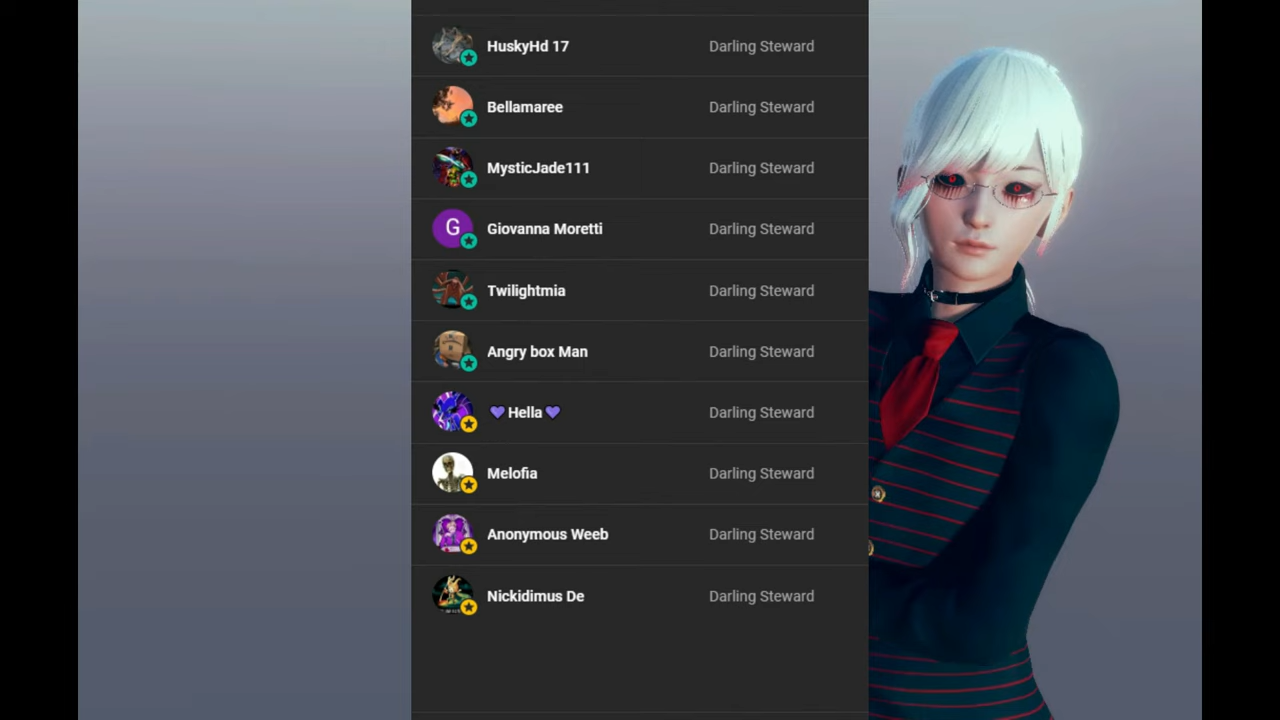 HuskyHd 17 Darling Steward
Bellamaree Darling Steward
MysticJade111 Darling Steward
G Giovanna Moretti Darling Steward
Twilightmia Darling Steward
Angry box Man Darling Steward
💜Hella💜 Darling Steward
Melofia Darling Steward
Anonymous Weeb Darling Steward
Nickidimus De Darling Steward